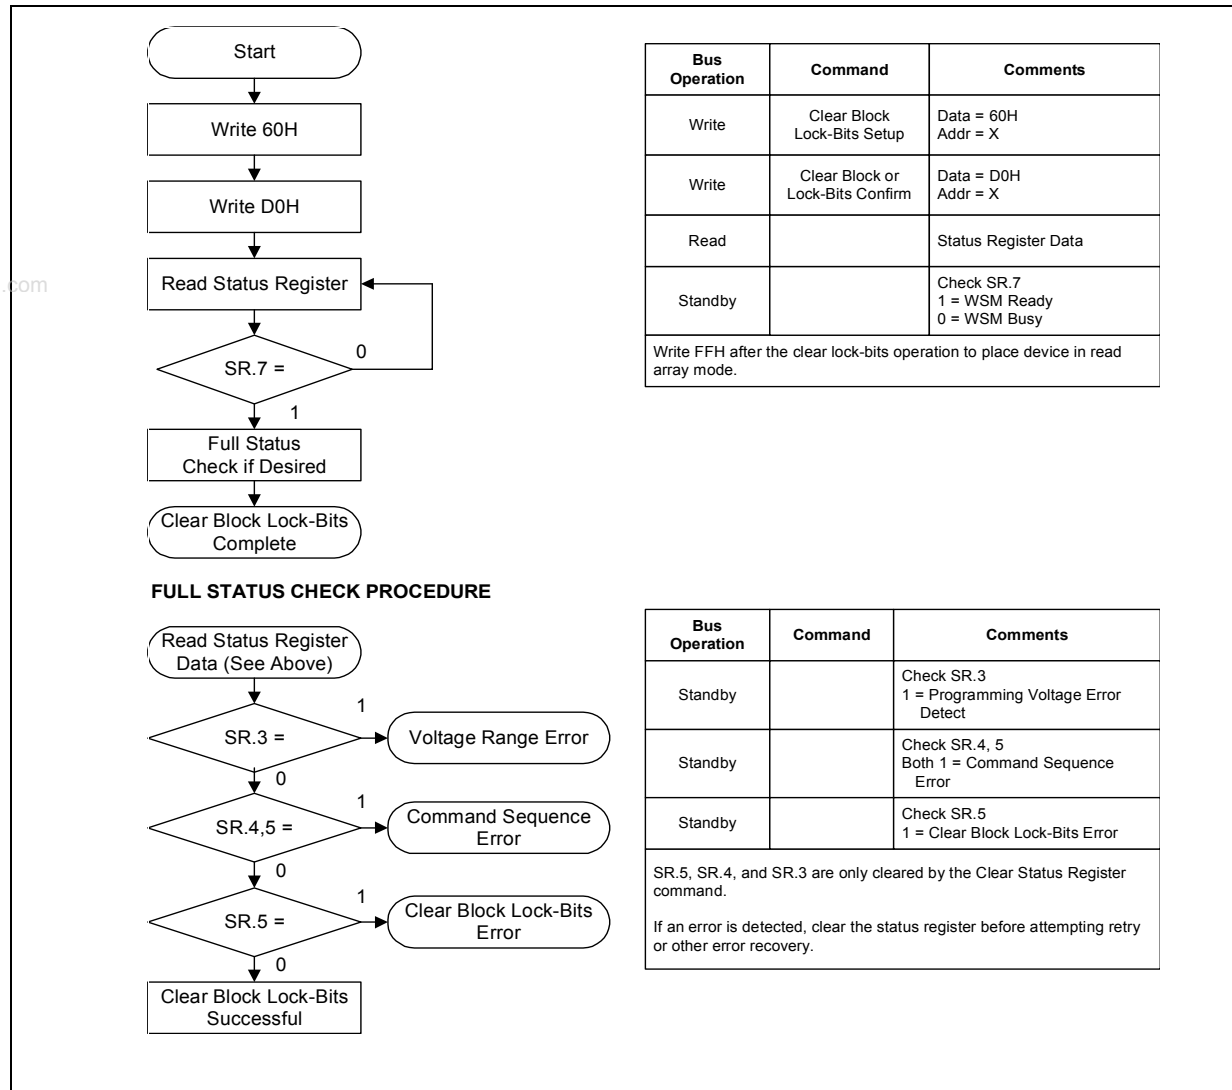 Start
Write 60H
Write D0H
Read Status Register
0
SR.7 =
1
Full Status
Check if Desired
Clear Block Lock-Bits
Complete
Bus
Operation
Command
Comments
Write
Clear Block
Lock-Bits Setup
Data = 60H
Addr = X
Write
Clear Block or
Lock-Bits Confirm
Data = D0H
Addr = X
Read
Status Register Data
Standby
Check SR.7
1 = WSM Ready
0 = WSM Busy
Write FFH after the clear lock-bits operation to place device in read
array mode.
.com
FULL STATUS CHECK PROCEDURE
Read Status Register
Data (See Above)
1
SR.3 =
Voltage Range Error
0
1
SR.4,5 =
Command Sequence
Error
0
1
SR.5 =
Clear Block Lock-Bits
Error
0
Clear Block Lock-Bits
Successful
Bus
Operation
Command
Comments
Standby
Check SR.3
1 = Programming Voltage Error
Detect
Standby
Check SR.4, 5
Both 1 = Command Sequence
Error
Standby
Check SR.5
1 = Clear Block Lock-Bits Error
SR.5, SR.4, and SR.3 are only cleared by the Clear Status Register
command.
If an error is detected, clear the status register before attempting retry
or other error recovery.